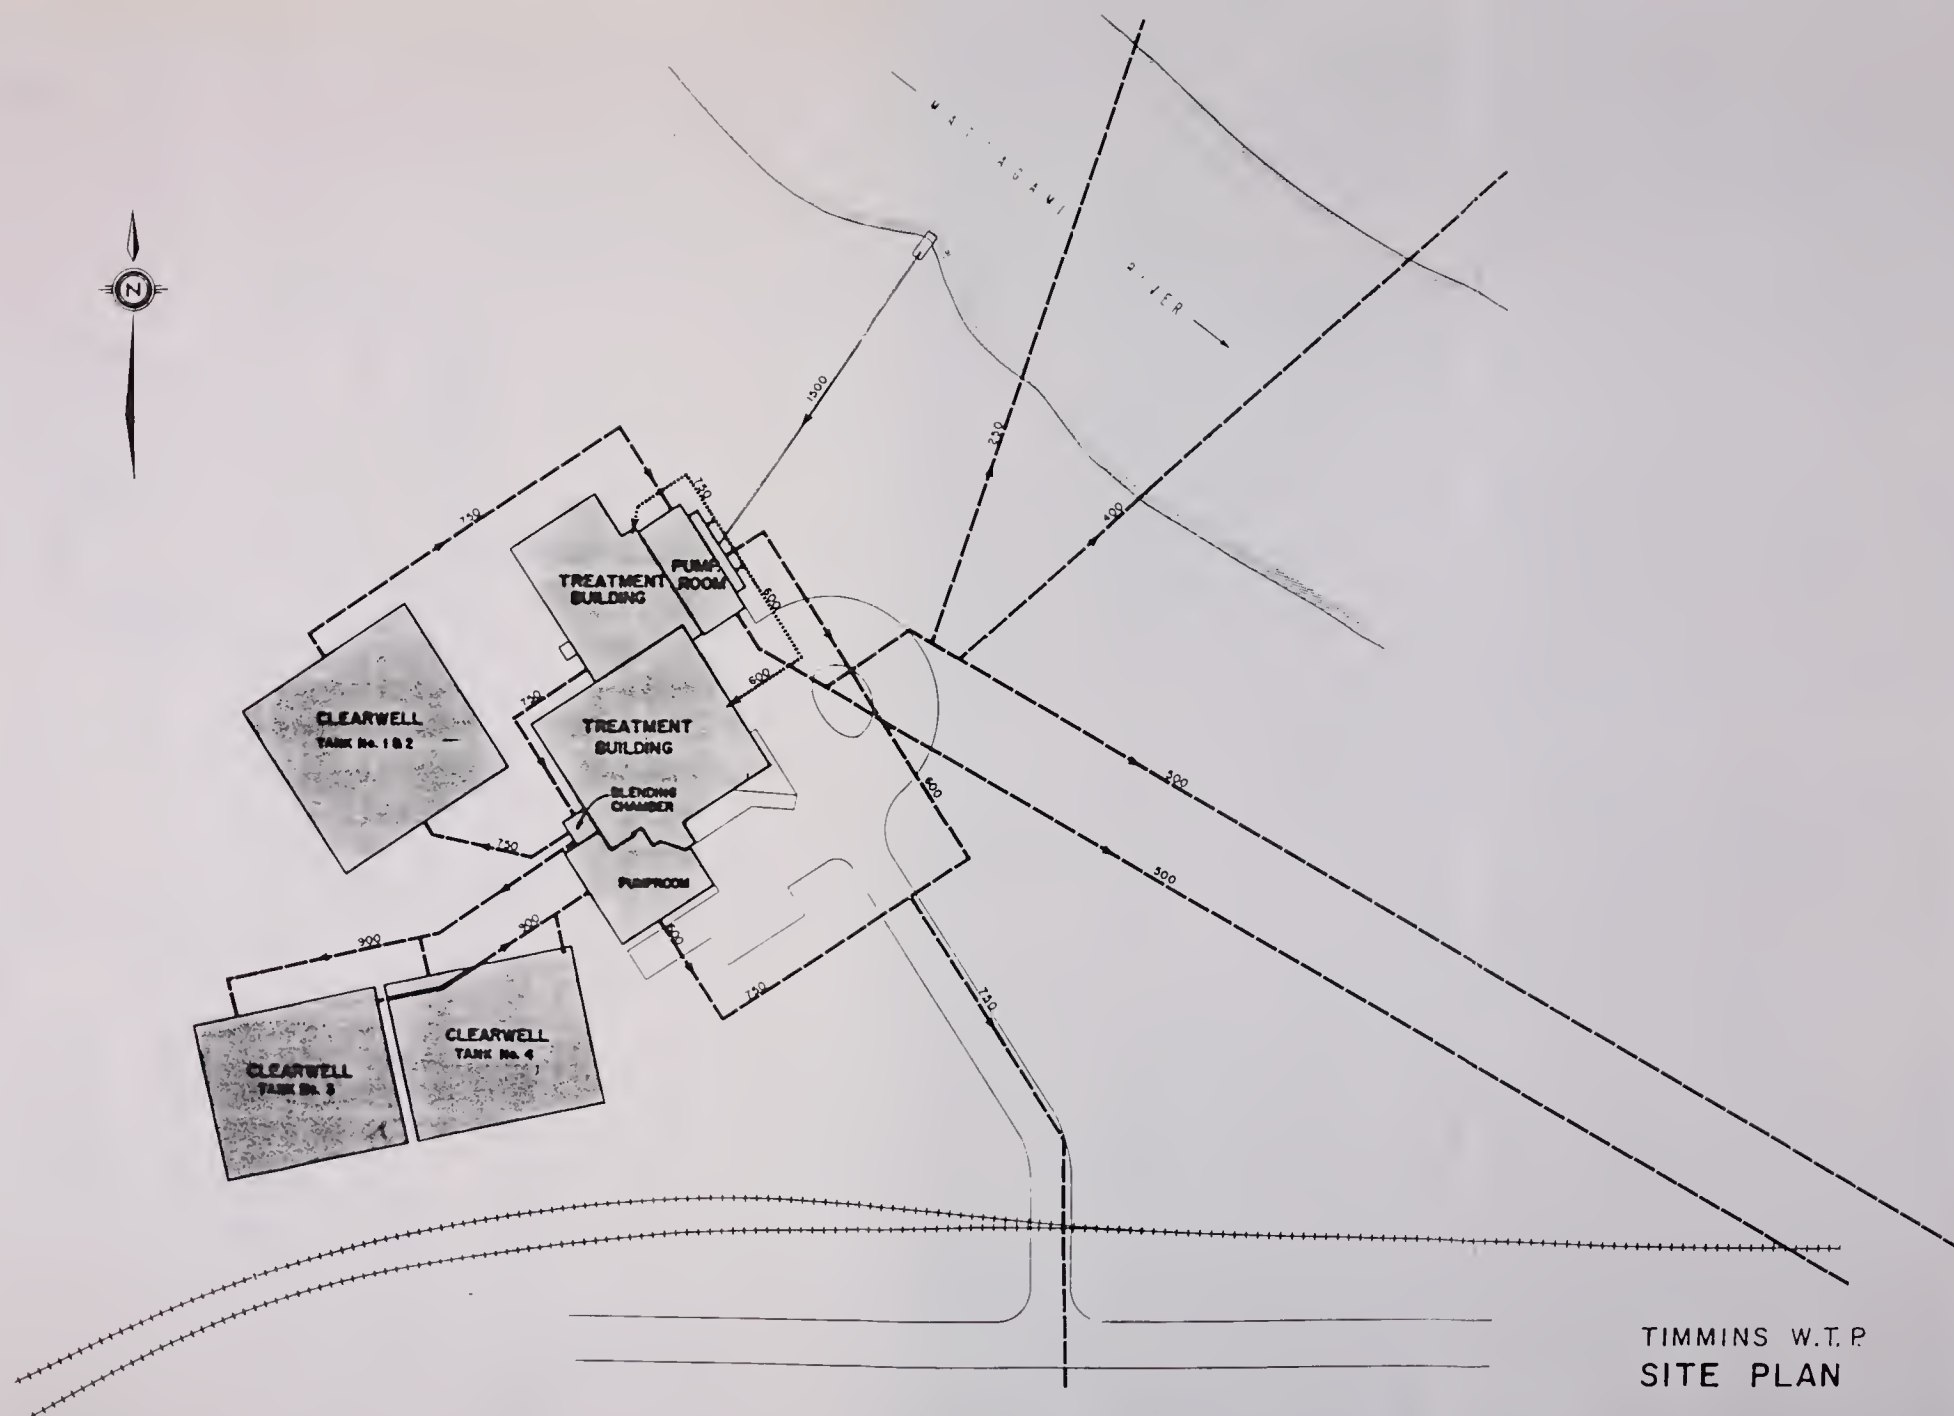 MATTAGAMI
RIVER
N
1500
250
400
750
750
PUMP
ROOM
TREATMENT
BUILDING
600
600
750
CLEARWELL
TANK No. 1 & 2
TREATMENT
BUILDING
500
600
BLENDING
CHAMBER
750
500
PUMPROOM
900
900
600
750
750
CLEARWELL
TANK No. 4
CLEARWELL
TANK No. 3
TIMMINS W.T.P.
SITE PLAN